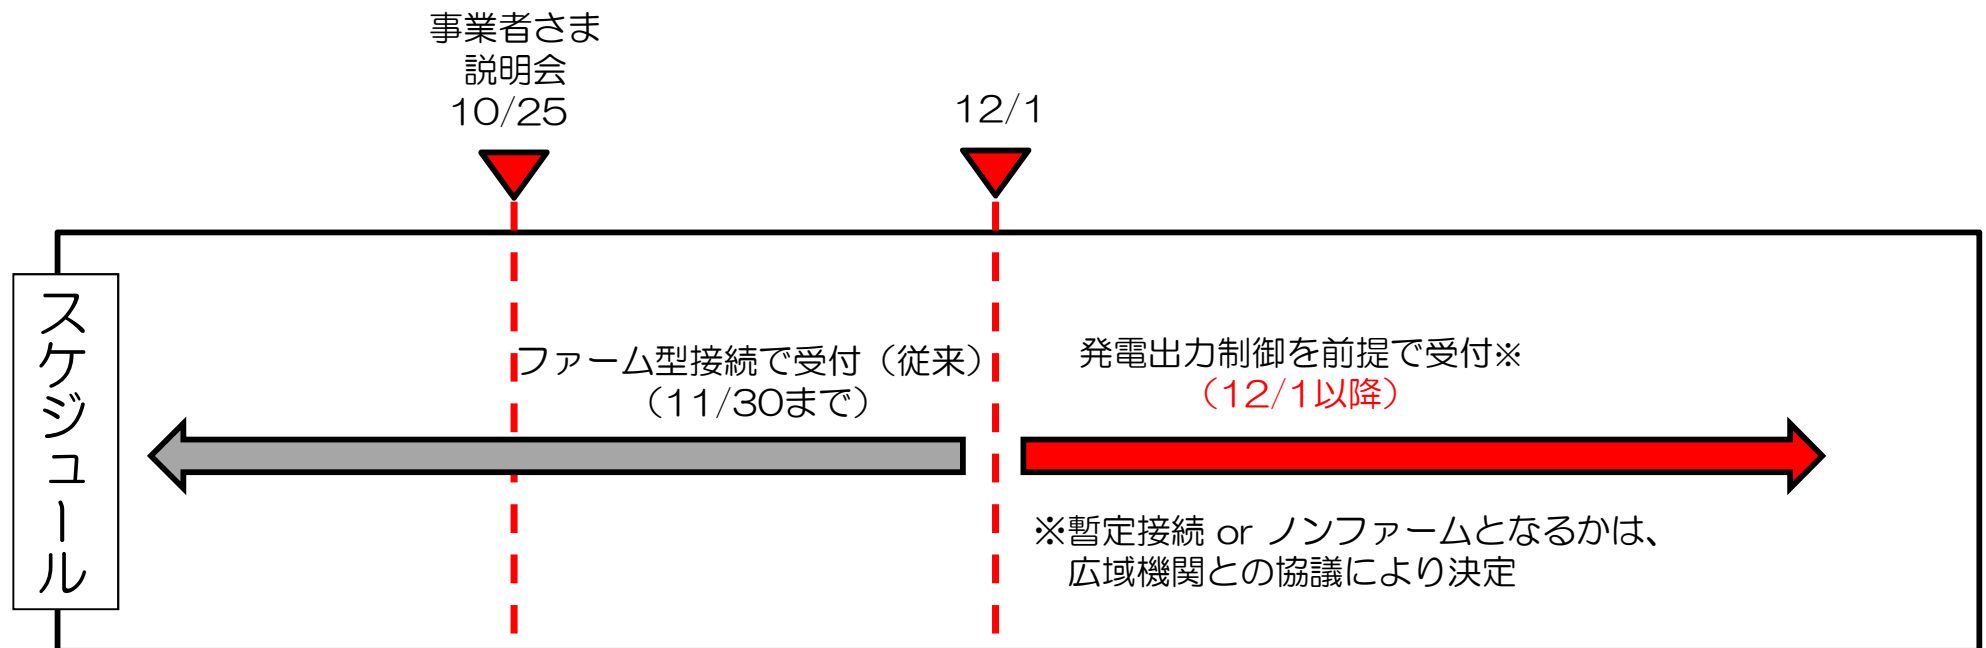 事業者さま
説明会
10/25
12/1
スケジュール
ファーム型接続で受付（従来）
（11/30まで）
発電出力制御を前提で受付※
（12/1以降）
※暫定接続 or ノンファームとなるかは、
広域機関との協議により決定